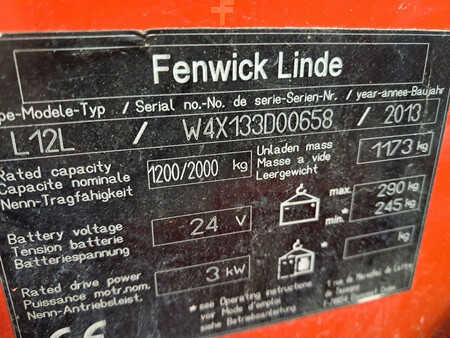 Fenwick Linde
pe-Modele-Typ / Serial no.-No. de serie-Serien-Nr. / year-annee-Baujahr
L12L / W4X133D00658 / 2013
Rated capacity
Capacite nominale
Nenn-Tragfähigkeit
1200/2000 kg
Unladen mass
Masse a vide
Leergewicht
1173 kg
Battery voltage
Tension batterie
Batteriespannung
24 V
max. 290 kg
min.* 245 kg
*
kg
* Rated drive power
Puissance motr.nom.
Nenn-Antriebsleist.
3 kW
*see Operating instructions
voir Mode d'emploi
siehe Betriebsanleitung
CE